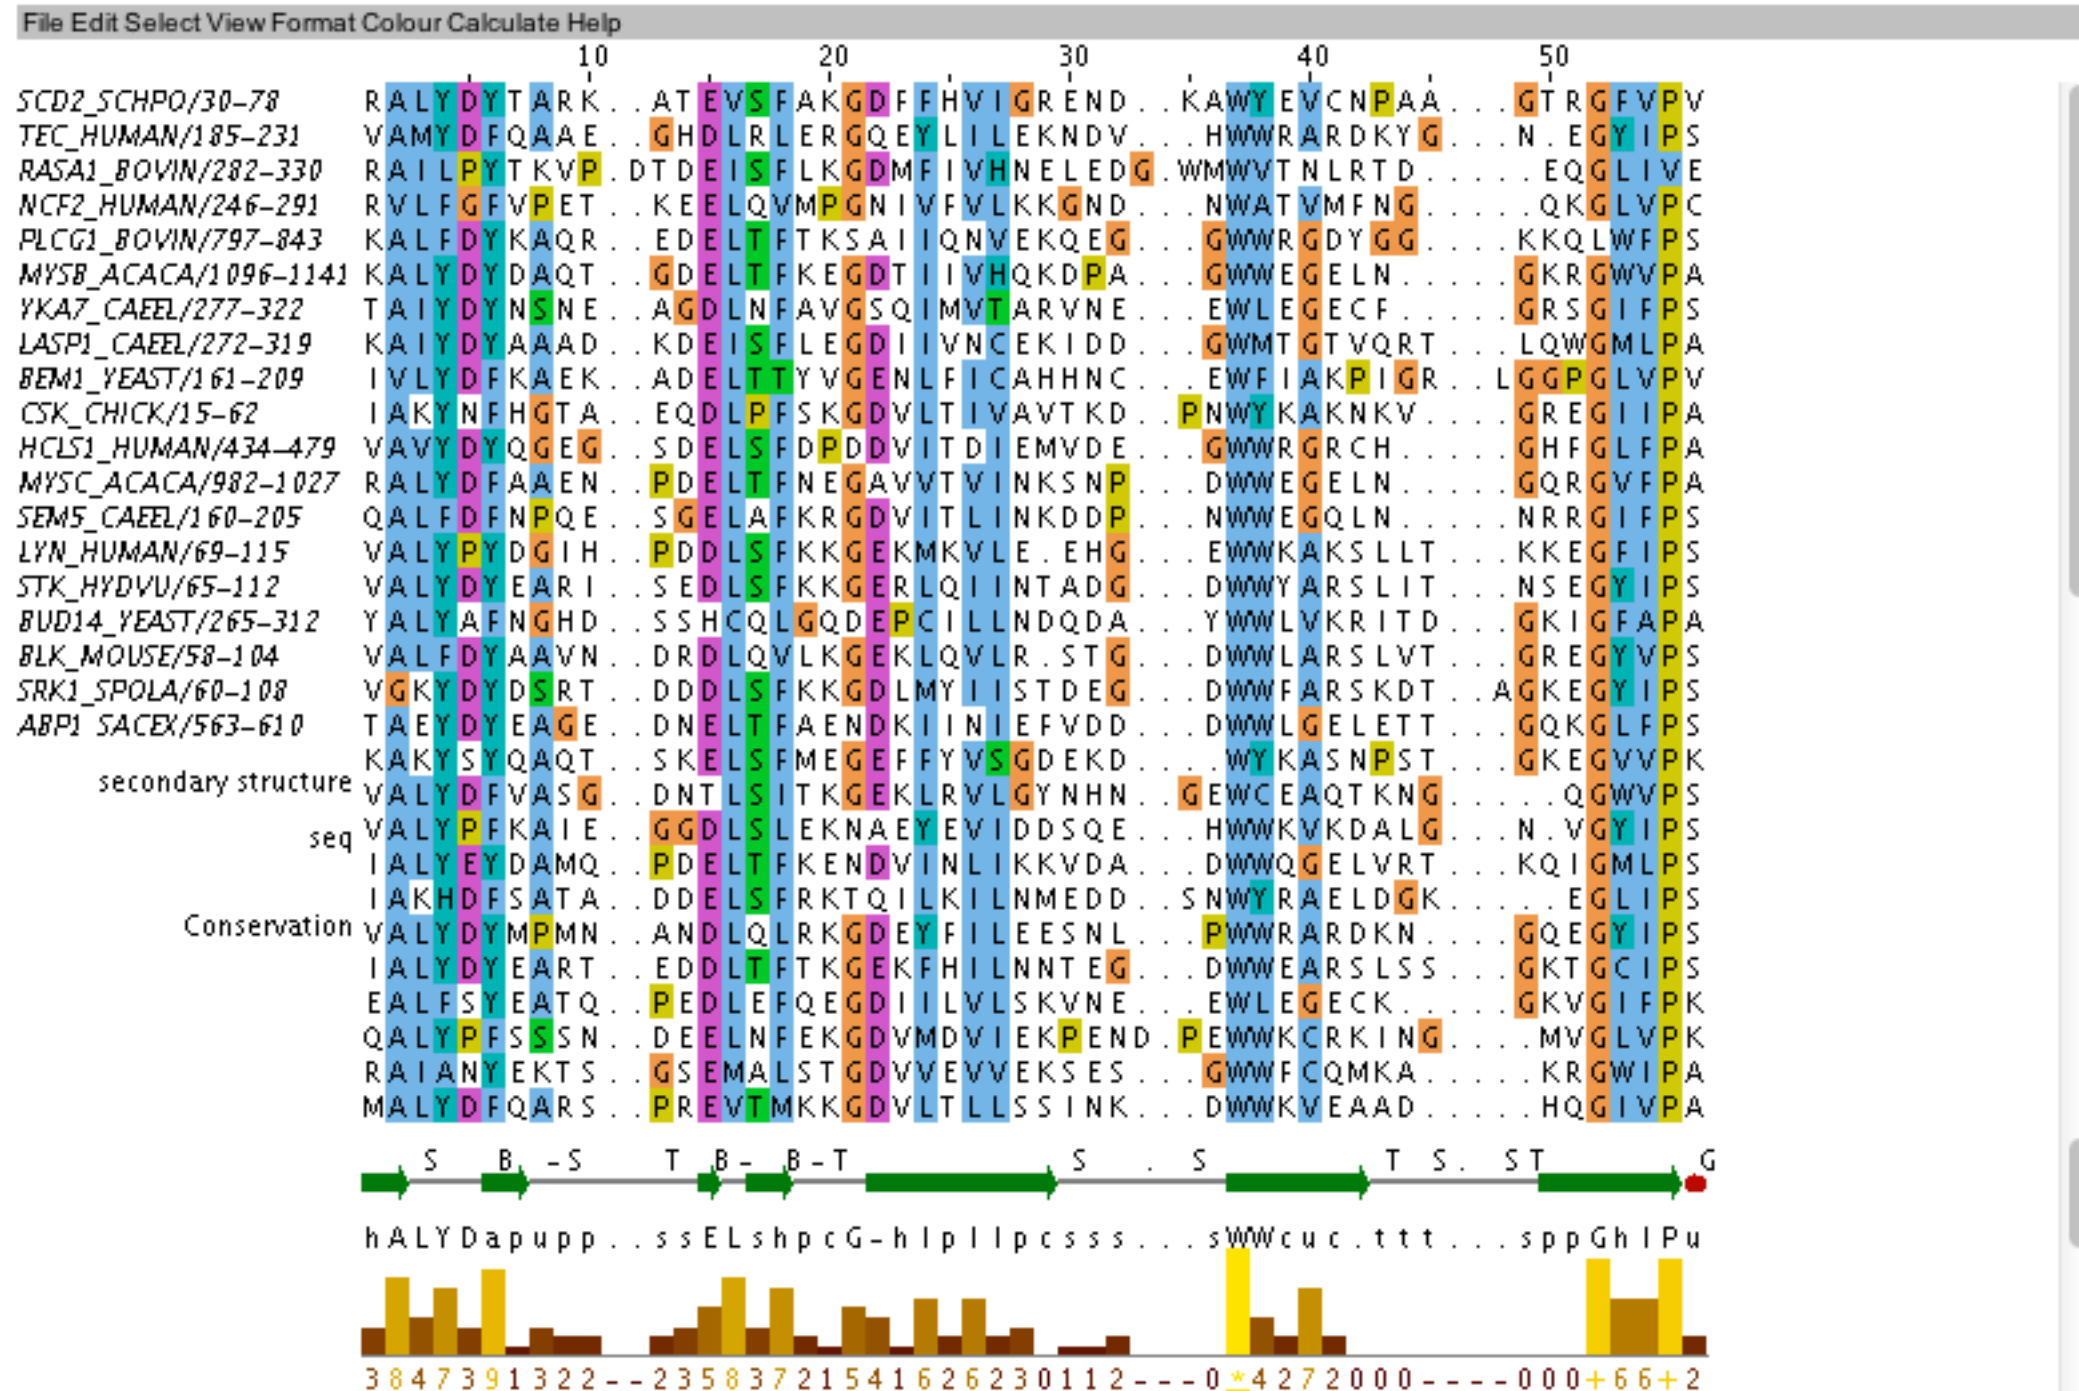 File Edit Select View Format Colour Calculate Help
10 20 30 40 50
SCD2_SCHPO/30-78 RALYDYTARK..ATEVSFAKGDFFHVIGREND..KAWYEVCNPAA...GTRGFVPV
TEC_HUMAN/185-231 VAMYDFQAAE..GHDLRLERGQEYLILEKNDV...HWWRARDKYG...N.EGYIPS
RASA1_BOVIN/282-330 RAILPYTKVP.DTDEISFLKGDMFIVHNELEDG.WMWVTNLRTD.....EQGLIVE
NCF2_HUMAN/246-291 RVLFGFVPET..KEELQVMPGNIVFVLKKGND...NWATVMFNG.....QKGLVPC
PLCG1_BOVIN/797-843 KALFDYKAQR..EDELTFTKSAIIQNVEKQEG...GWWRGDYGG....KKQLWFPS
MYSB_ACACA/1096-1141 KALYDYDAQT..GDELTFKEGDTIIVHQKDPA...GWWEGELN.....GKRGWVPA
YKA7_CAEEL/277-322 TAIYDYNSNE..AGDLNFAVGSQIMVTARVNE...EWLEGECF.....GRSGIFPS
LASP1_CAEEL/272-319 KAIYDYAAAD..KDEISFLEGDIIVNCEKIDD...GWMTGTVQRT...LQWGMLPA
BEM1_YEAST/161-209 IVLYDFKAEK..ADELTTYVGENLFICAHHNC...EWFIAKPIGR..LGGPGLVPV
CSK_CHICK/15-62 IAKYNFHGTA..EQDLPFSKGDVLTIVAVTKD..PNWYKAKNKV....GREGIIPA
HCLS1_HUMAN/434-479 VAVYDYQGEG..SDELSFDPDDVITDIEMVDE...GWWRGRCH.....GHFGLFPA
MYSC_ACACA/982-1027 RALYDFAAEN..PDELTFNEGAVVTVINKSNP...DWWEGELN.....GQRGVFPA
SEM5_CAEEL/160-205 QALFDFNPQE..SGELAFKRGDVITLINKDDP...NWWEGQLN.....NRRGIFPS
LYN_HUMAN/69-115 VALYPYDGIH..PDDLSFKKGEKMKVLE.EHG...EWWKAKSLLT...KKEGFIPS
STK_HYDVU/65-112 VALYDYEARI..SEDLSFKKGERLQIINTADG...DWWYARSLIT...NSEGYIPS
BUD14_YEAST/265-312 YALYAFNGHD..SSHCQLGQDEPCILLNDQDA...YWWLVKRITD...GKIGFAPA
BLK_MOUSE/58-104 VALFDYAAVN..DRDLQVLKGEKLQVLR.STG...DWWLARSLVT...GREGYVPS
SRK1_SPOLA/60-108 VGKYDYDSRT..DDDLSFKKGDLMYIISTDEG...DWWFARSKDT..AGKEGYIPS
ABP1 SACEX/563-610 TAEYDYEAGE..DNELTFAENDKIINIEFVDD...DWWLGELETT...GQKGLFPS
KAKYSYQAQT..SKELSFMEGEFFYVSGDEKD....WYKASNPST...GKEGVVPK
secondary structure VALYDFVASG..DNTLSITKGEKLRVLGYNHN..GEWCEAQTKNG.....QGWVPS
seq VALYPFKAIE..GGDLSLEKNAEYEVIDDSQE...HWWKVKDALG...N.VGYIPS
IALYEYDAMQ..PDELTFKENDVINLIKKVDA...DWWQGELVRT...KQIGMLPS
IAKHDFSATA..DDELSFRKTQILKILNMEDD..SNWYRAELDGK.....EGLIPS
Conservation VALYDYMPMN..ANDLQLRKGDEYFILEESNL...PWWRARDKN....GQEGYIPS
IALYDYEART..EDDLTFTKGEKFHILNNTEG...DWWEARSLSS...GKTGCIPS
EALFSYEATQ..PEDLEFQEGDIILVLSKVNE...EWLEGECK.....GKVGIFPK
QALYPFSSSN..DEELNFEKGDVMDVIEKPEND.PEWWKCRKING....MVGLVPK
RAIANYEKTS..GSEMALSTGDVVEVVEKSES...GWWFCQMKA.....KRGWIPA
MALYDFQARS..PREVTMKKGDVLTLLSSINK...DWWKVEAAD.....HQGIVPA
S B -S T B- B-T S . S T S. ST G
hALYDapupp..ssELshpcG-hIpIIpcsss...sWWcuc.ttt...sppGhIPu
3847391322--2358372154162623 0112---0*4272000----000+66+2